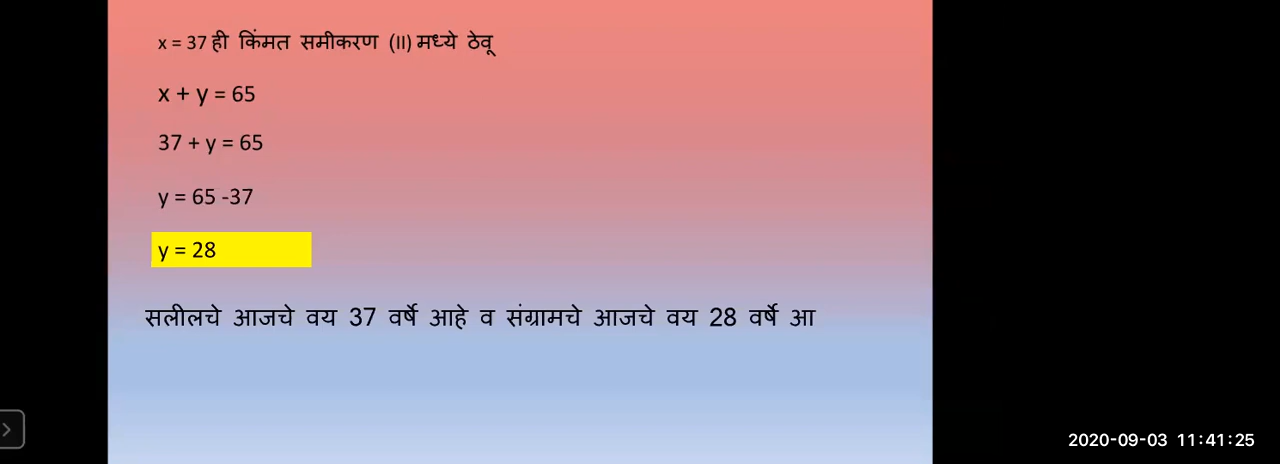 x = 37 ही किंमत समीकरण (II) मध्ये ठेवू
x + y = 65
37 + y = 65
y = 65 -37
y = 28
सलीलचे आजचे वय 37 वर्षे आहे व संग्रामचे आजचे वय 28 वर्षे आ
2020-09-03 11:41:25